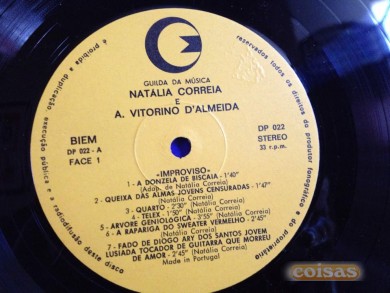 GUILDA DA MÚSICA
NATÁLIA CORREIA
E
A. VITORINO D'ALMEIDA
BIEM
DP 022 - A
FACE 1
DP 022
STEREO
33 r.p.m.
«IMPROVISO»
1 - A DONZELA DE BISCAIA - 1'40"
(Adap. de Natália Correia)
2 - QUEIXA DAS ALMAS JOVENS CENSURADAS - 1'47"
(Natália Correia)
3 - QUARTO - 2'30" (Natália Correia)
4 - TELEX - 1'50" (Natália Correia)
5 - ÁRVORE GENIOLÓGICA - 3'55" (Natália Correia)
6 - A RAPARIGA DO SWEATER VERMELHO - 2'45"
(Natália Correia)
7 - FADO DE DIOGO ARY DOS SANTOS JOVEM
LUSIADA TOCADOR DE GUITARRA QUE MORREU
DE AMOR - 2'45" (Natália Correia)
Made in Portugal
reservados todos os direitos do produtor fonográfico e do proprietário
é proibida a duplicação execução pública e radiodifusão deste disco
coisas